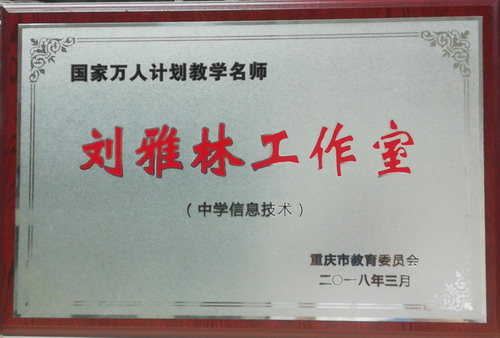 国家万人计划教学名师
刘雅林工作室
（中学信息技术）
重庆市教育委员会
二〇一八年三月